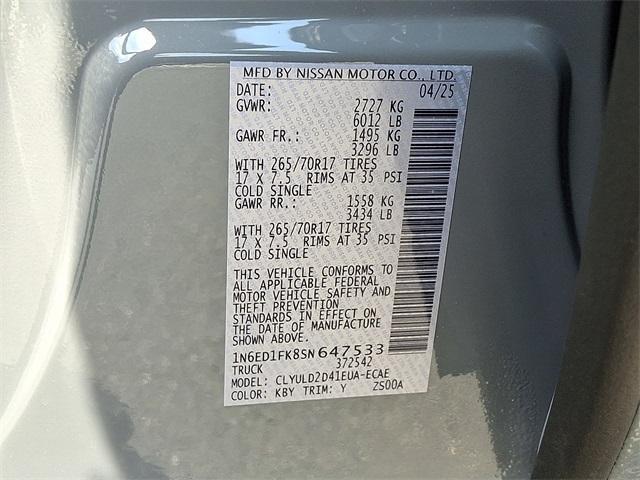 MFD BY NISSAN MOTOR CO., LTD.
DATE: 04/25
GVWR: 2727 KG
6012 LB
GAWR FR.: 1495 KG
3296 LB
WITH 265/70R17 TIRES
17 X 7.5 RIMS AT 35 PSI
COLD SINGLE
GAWR RR.: 1558 KG
3434 LB
WITH 265/70R17 TIRES
17 X 7.5 RIMS AT 35 PSI
COLD SINGLE
THIS VEHICLE CONFORMS TO
ALL APPLICABLE FEDERAL
MOTOR VEHICLE SAFETY AND
THEFT PREVENTION
STANDARDS IN EFFECT ON
THE DATE OF MANUFACTURE
SHOWN ABOVE.
1N6ED1FK8SN647533
TRUCK 372542
MODEL: CLYULD2D41EUA-ECAE
COLOR: KBY TRIM: Y ZS00A